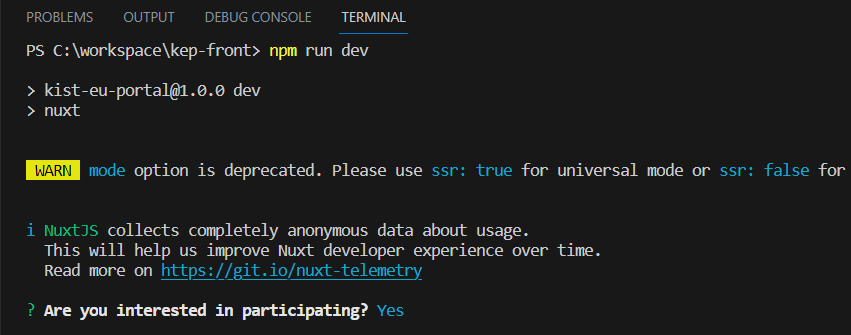 PROBLEMS OUTPUT DEBUG CONSOLE TERMINAL
PS C:\workspace\kep-front> npm run dev
> kist-eu-portal@1.0.0 dev
> nuxt
WARN mode option is deprecated. Please use ssr: true for universal mode or ssr: false for
i NuxtJS collects completely anonymous data about usage.
This will help us improve Nuxt developer experience over time.
Read more on https://git.io/nuxt-telemetry
? Are you interested in participating? Yes